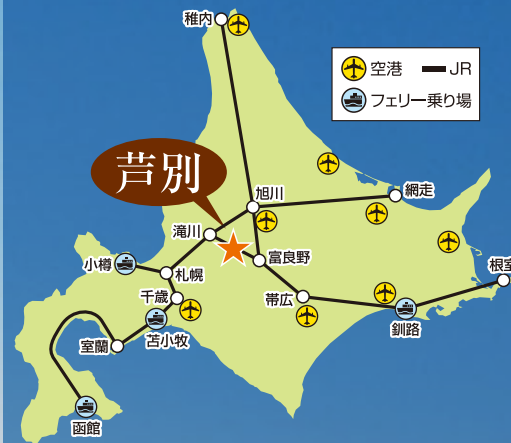 稚内
空港
JR
フェリー乗り場
芦別
旭川
網走
滝川
小樽
富良野
札幌
根室
千歳
帯広
釧路
苫小牧
室蘭
函館